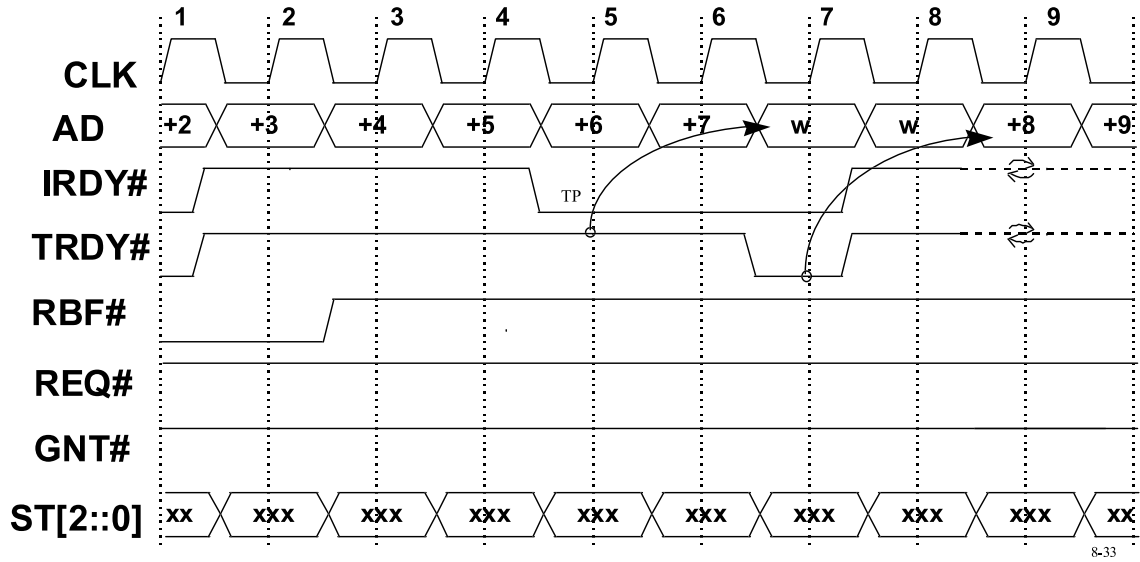 1 2 3 4 5 6 7 8 9
CLK
AD +2 +3 +4 +5 +6 +7 w w +8 +9
IRDY# TP
TRDY#
RBF#
REQ#
GNT#
ST[2::0] xx xxx xxx xxx xxx xxx xxx xxx xxx xx
8-33